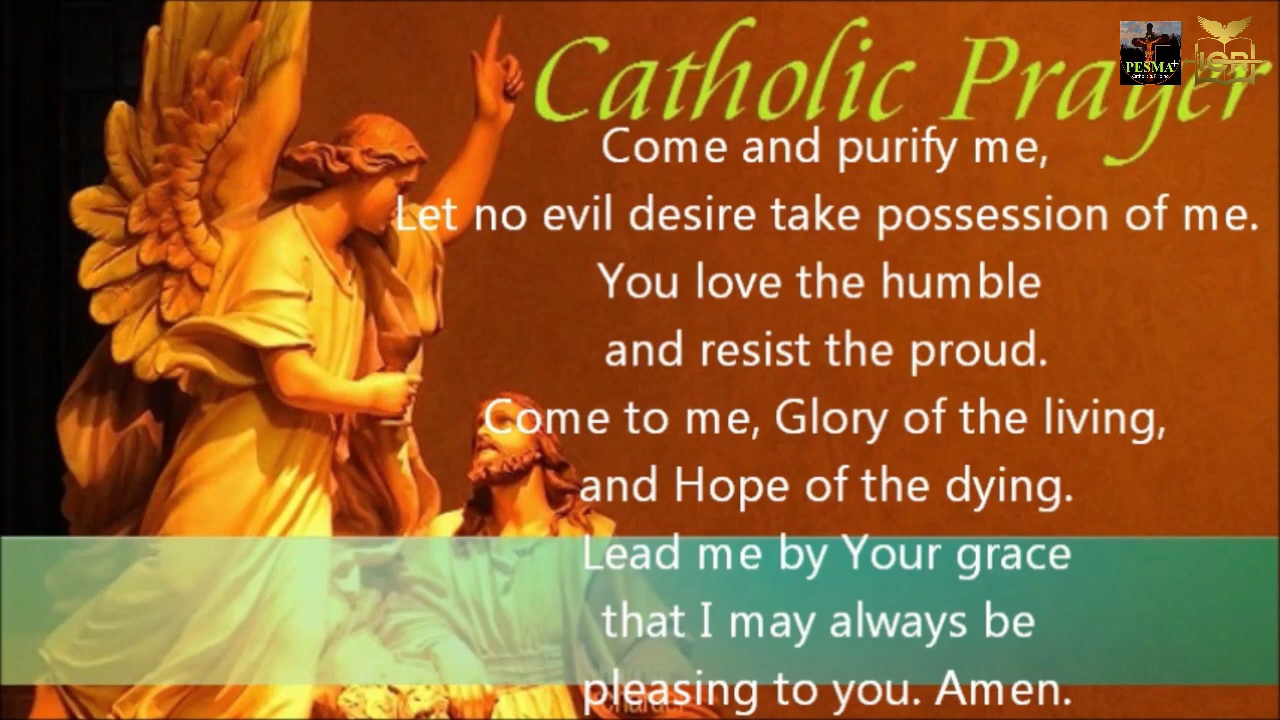 Catholic Prayer
PESMA
Come and purify me,
Let no evil desire take possession of me.
You love the humble
and resist the proud.
Come to me, Glory of the living,
and Hope of the dying.
Lead me by Your grace
that I may always be
pleasing to you. Amen.